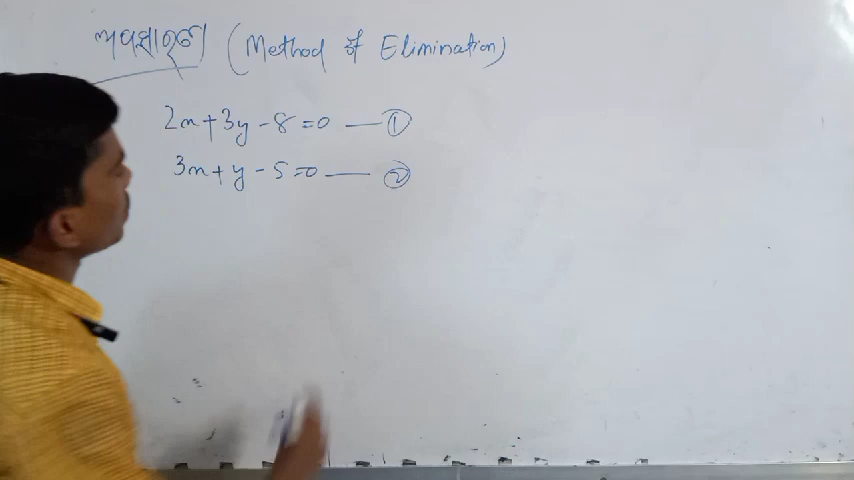 ଅପସାରଣ (Method of Elimination)
2x+3y-8=0 — ①
3x+y-5=0 — ②